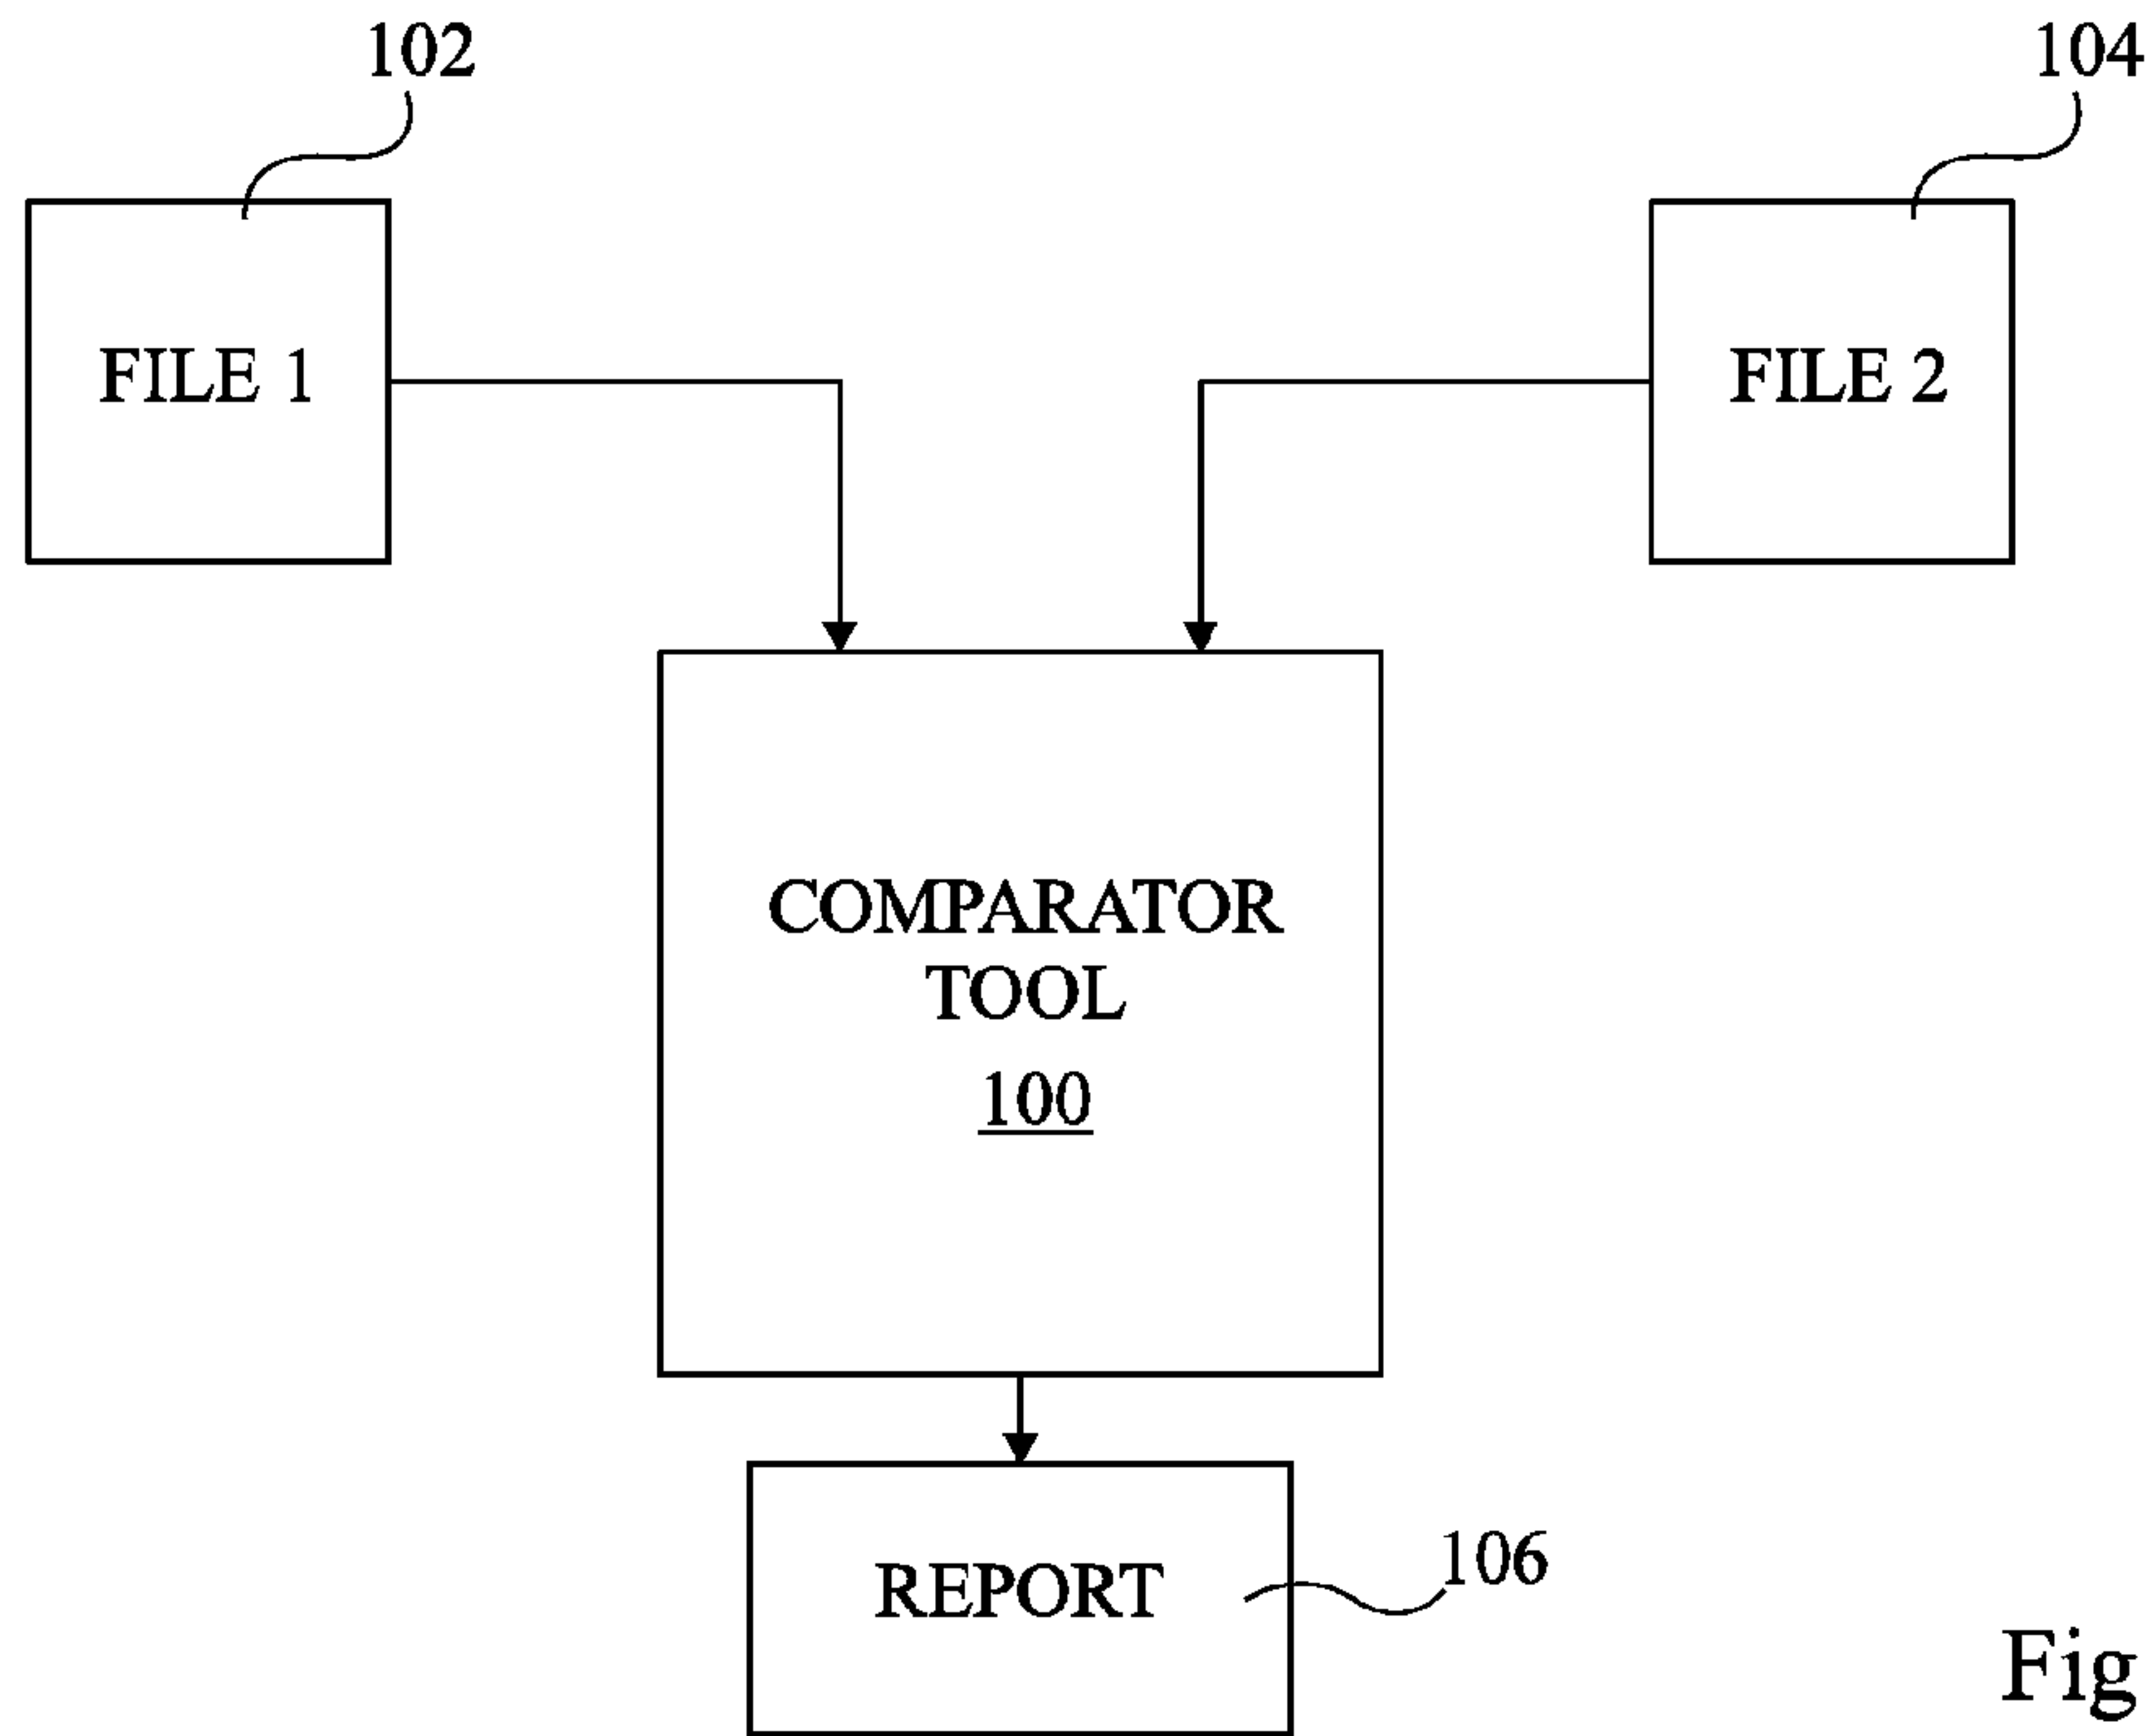 102
104
FILE 1
FILE 2
COMPARATOR
TOOL
100
REPORT
106
Fig